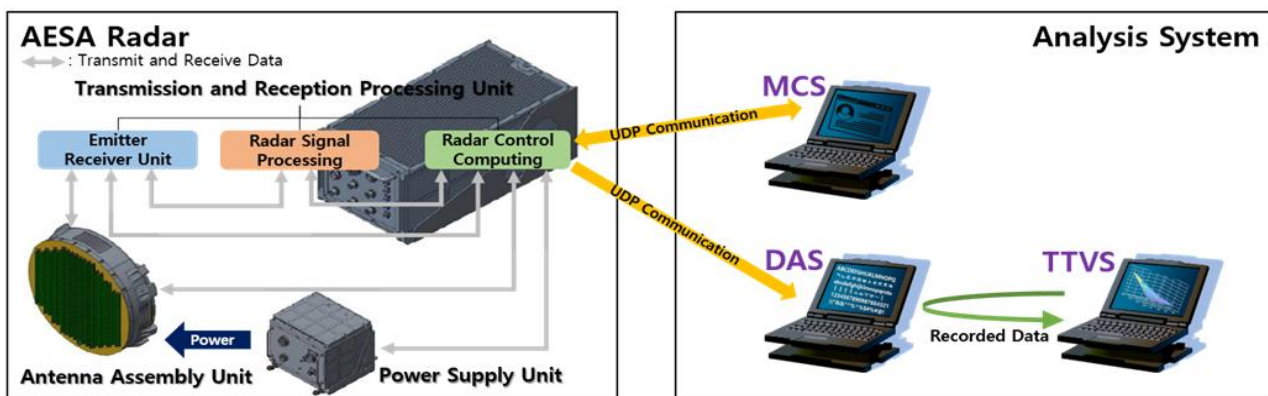 AESA Radar
: Transmit and Receive Data
Transmission and Reception Processing Unit
Emitter
Receiver Unit
Radar Signal
Processing
Radar Control
Computing
Power
Antenna Assembly Unit
Power Supply Unit
UDP Communication
UDP Communication
Analysis System
MCS
DAS
TTVS
Recorded Data